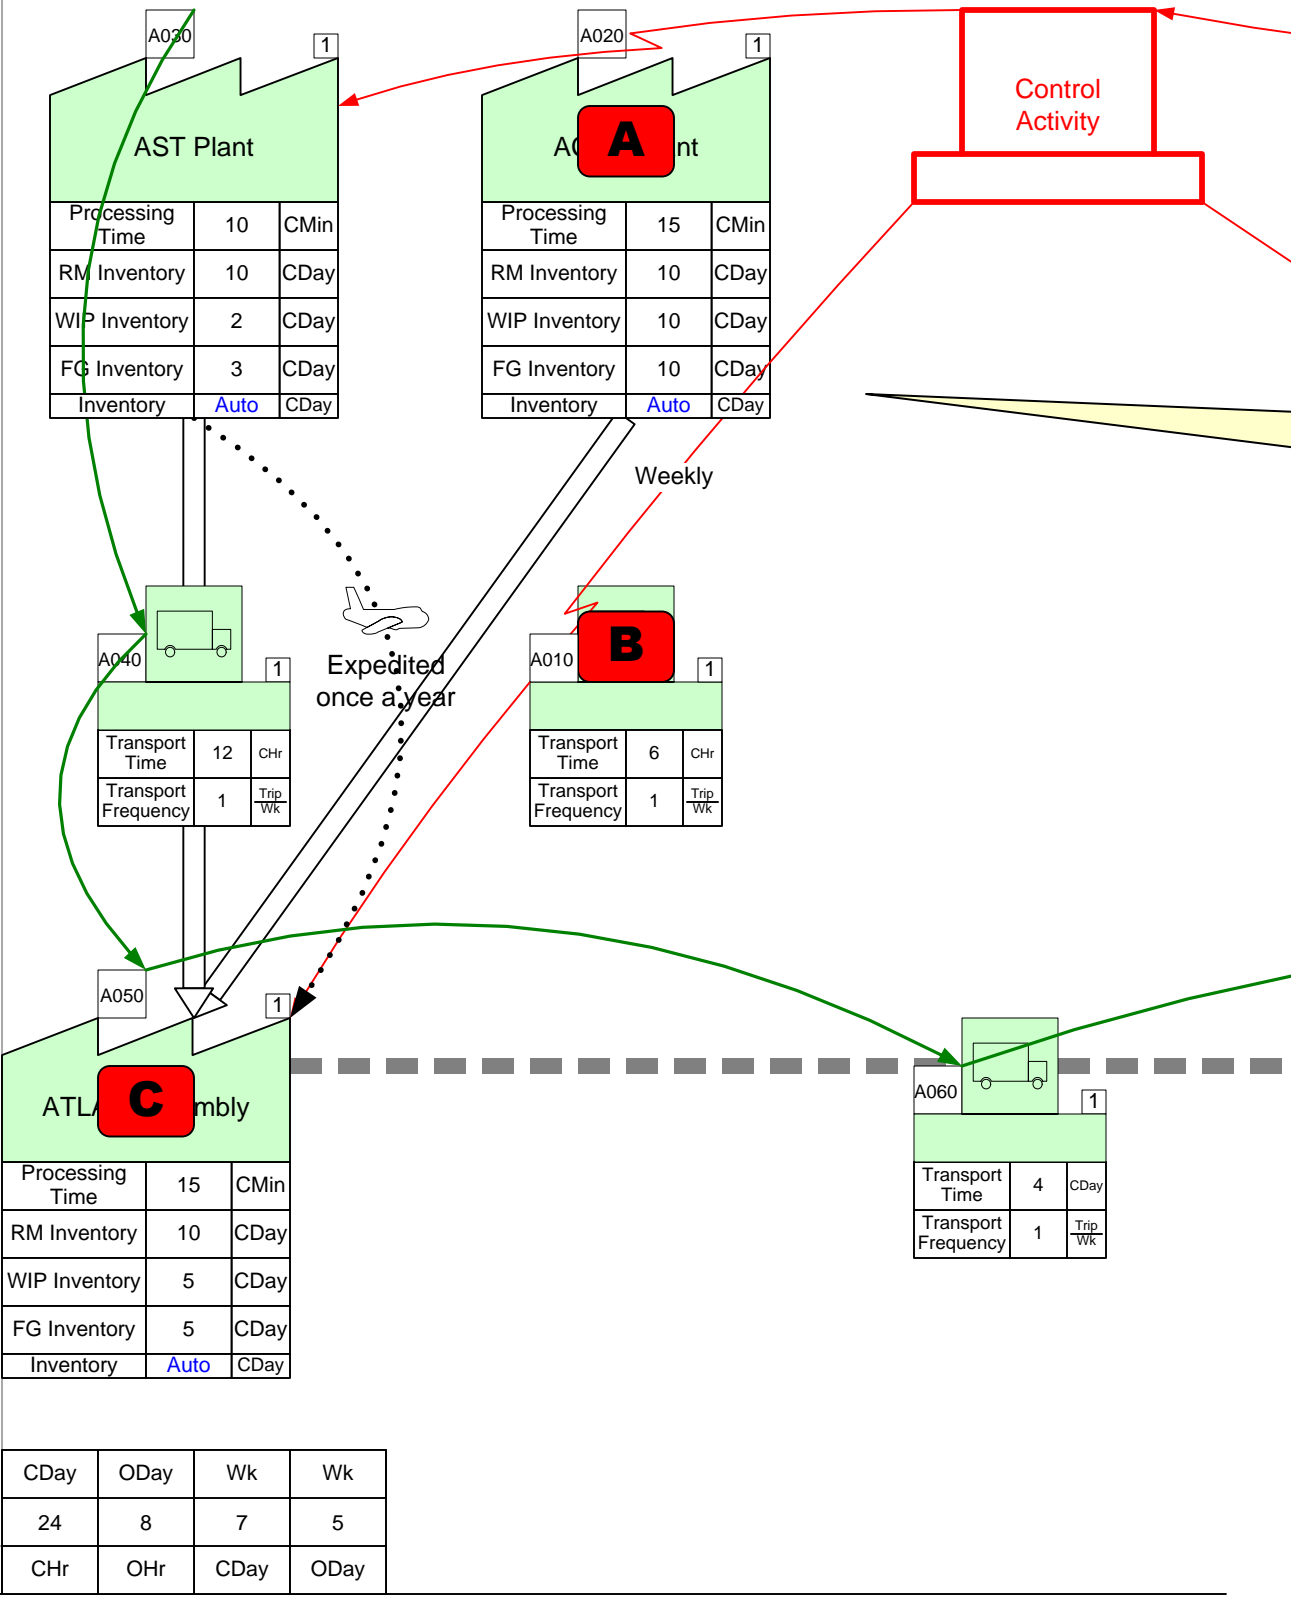 A030
1
AST Plant
Processing
Time
10
CMin
RM Inventory
10
CDay
WIP Inventory
2
CDay
FG Inventory
3
CDay
Inventory
Auto
CDay
A020
1
A
nt
Processing
Time
15
CMin
RM Inventory
10
CDay
WIP Inventory
10
CDay
FG Inventory
10
CDay
Inventory
Auto
CDay
Control
Activity
Weekly
A040
1
Transport
Time
12
CHr
Transport
Frequency
1
Trip
Wk
Expedited
once a year
A010
B
1
Transport
Time
6
CHr
Transport
Frequency
1
Trip
Wk
A050
1
ATLA
C
mbly
Processing
Time
15
CMin
RM Inventory
10
CDay
WIP Inventory
5
CDay
FG Inventory
5
CDay
Inventory
Auto
CDay
A060
1
Transport
Time
4
CDay
Transport
Frequency
1
Trip
Wk
CDay ODay Wk Wk
24 8 7 5
CHr OHr CDay ODay